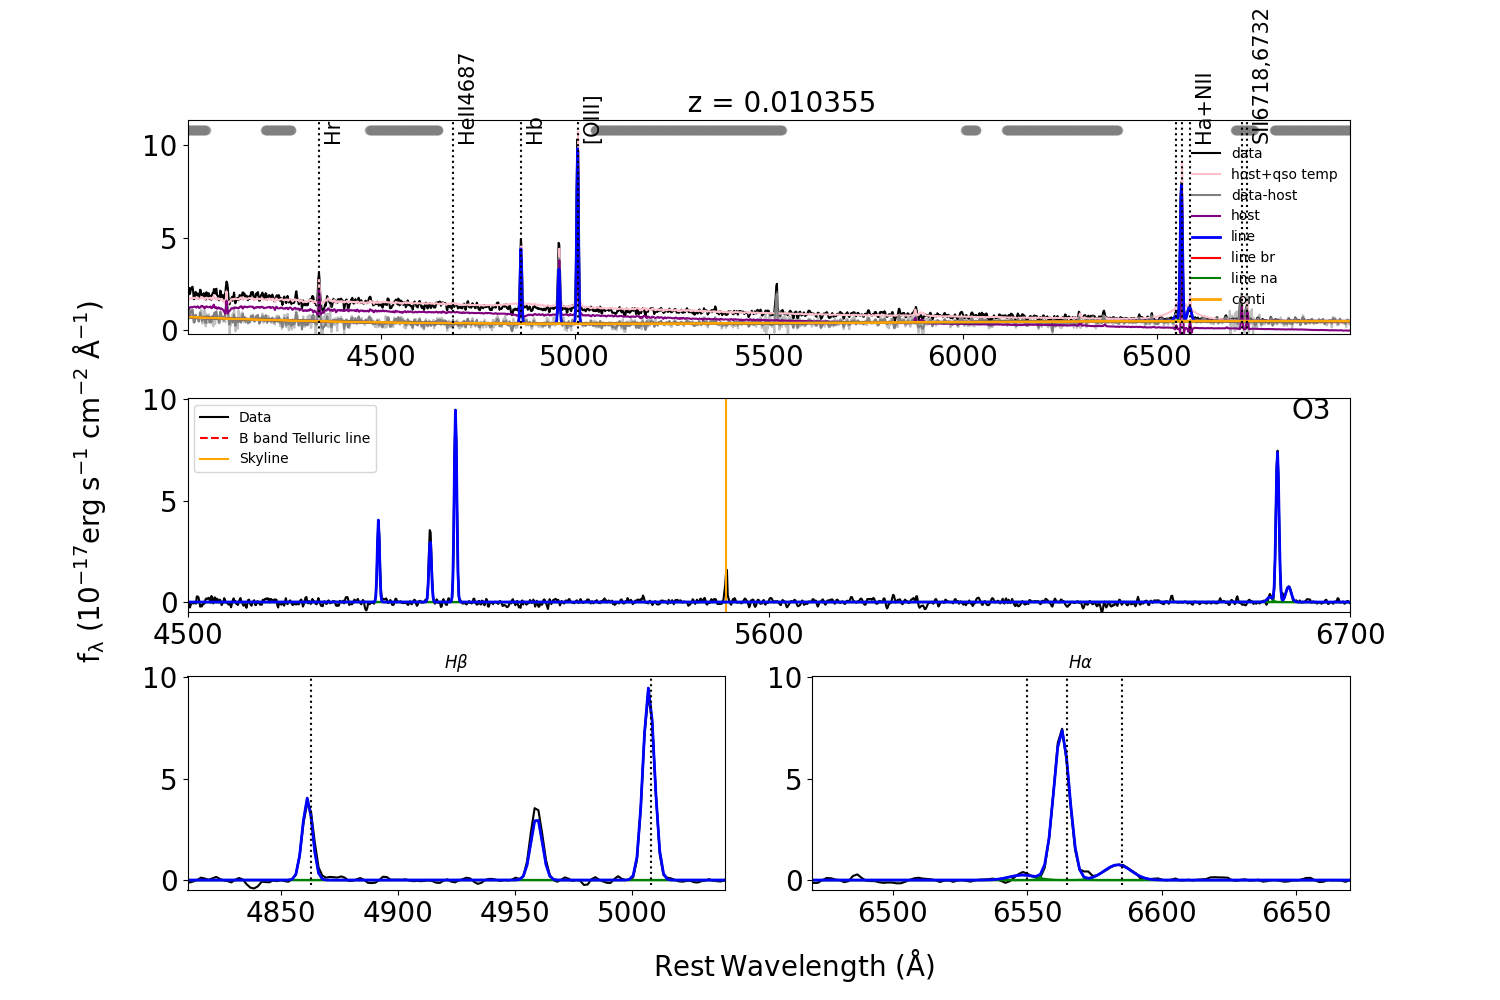 z = 0.010355
Hr
HeII4687
Hb
[OIII]
Ha+NII
SII6718,6732
10
5
0
data
host+qso temp
data-host
host
line
line br
line na
conti
4500 5000 5500 6000 6500
fλ (10⁻¹⁷erg s⁻¹ cm⁻² Å⁻¹)
10
5
0
Data
B band Telluric line
Skyline
O3
4500 5600 6700
Hβ
10
5
0
4850 4900 4950 5000
Hα
10
5
0
6500 6550 6600 6650
Rest Wavelength (Å)